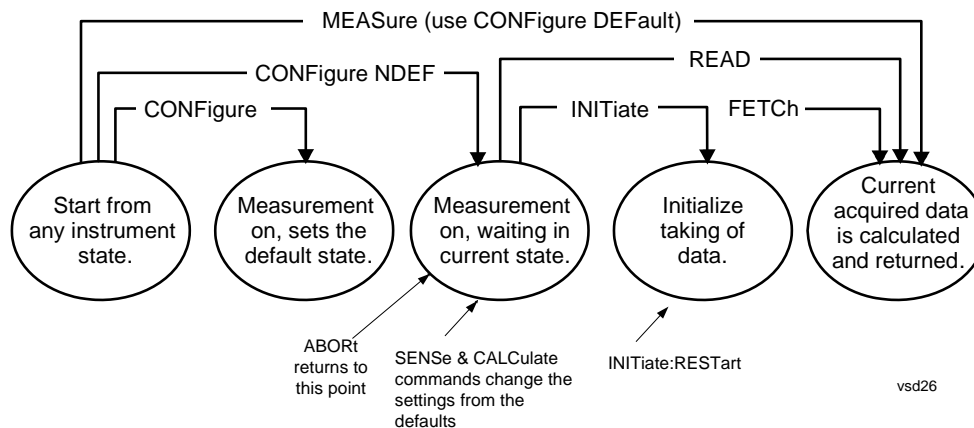 MEASure (use CONFigure DEFault)
CONFigure NDEF
READ
CONFigure
INITiate
FETCh
Start from
any instrument
state.
Measurement
on, sets the
default state.
Measurement
on, waiting in
current state.
Initialize
taking of
data.
Current
acquired data
is calculated
and returned.
ABORt
returns to
this point
SENSe & CALCulate
commands change the
settings from the
defaults
INITiate:RESTart
vsd26